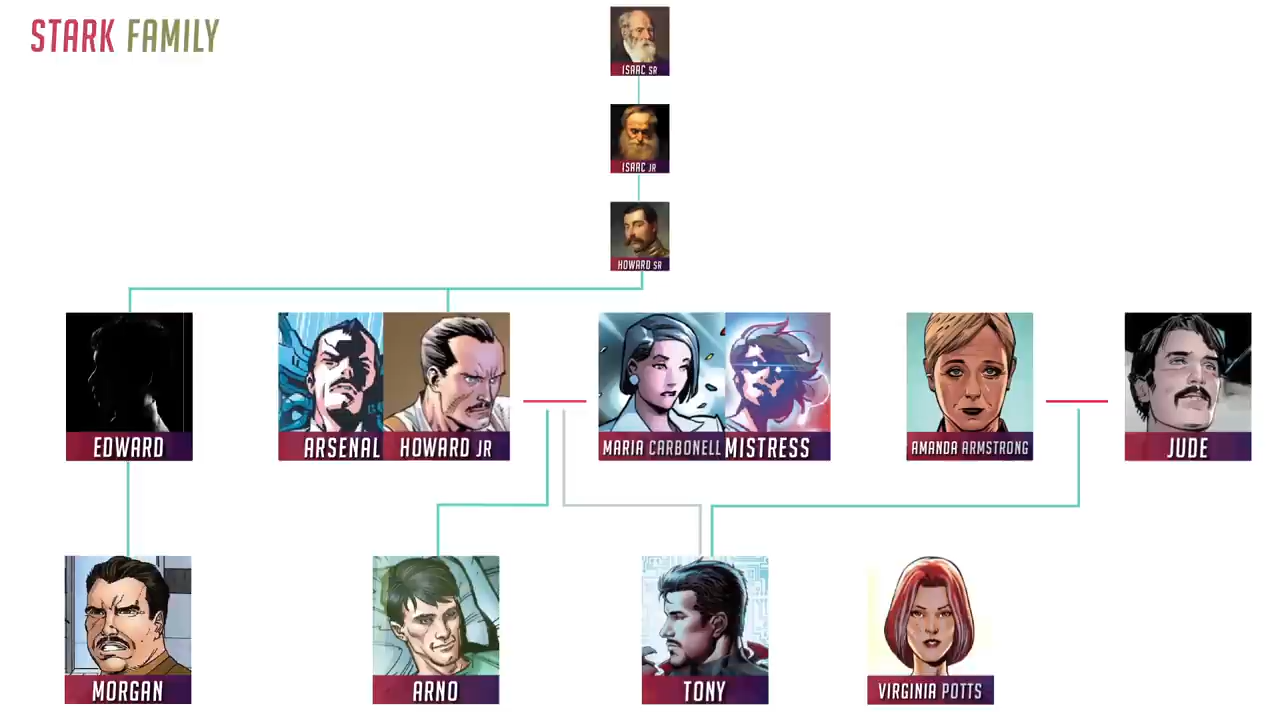 STARK FAMILY
ISAAC SR
ISAAC JR
HOWARD SR
EDWARD
ARSENAL
HOWARD JR
MARIA CARBONELL
MISTRESS
AMANDA ARMSTRONG
JUDE
MORGAN
ARNO
TONY
VIRGINIA POTTS